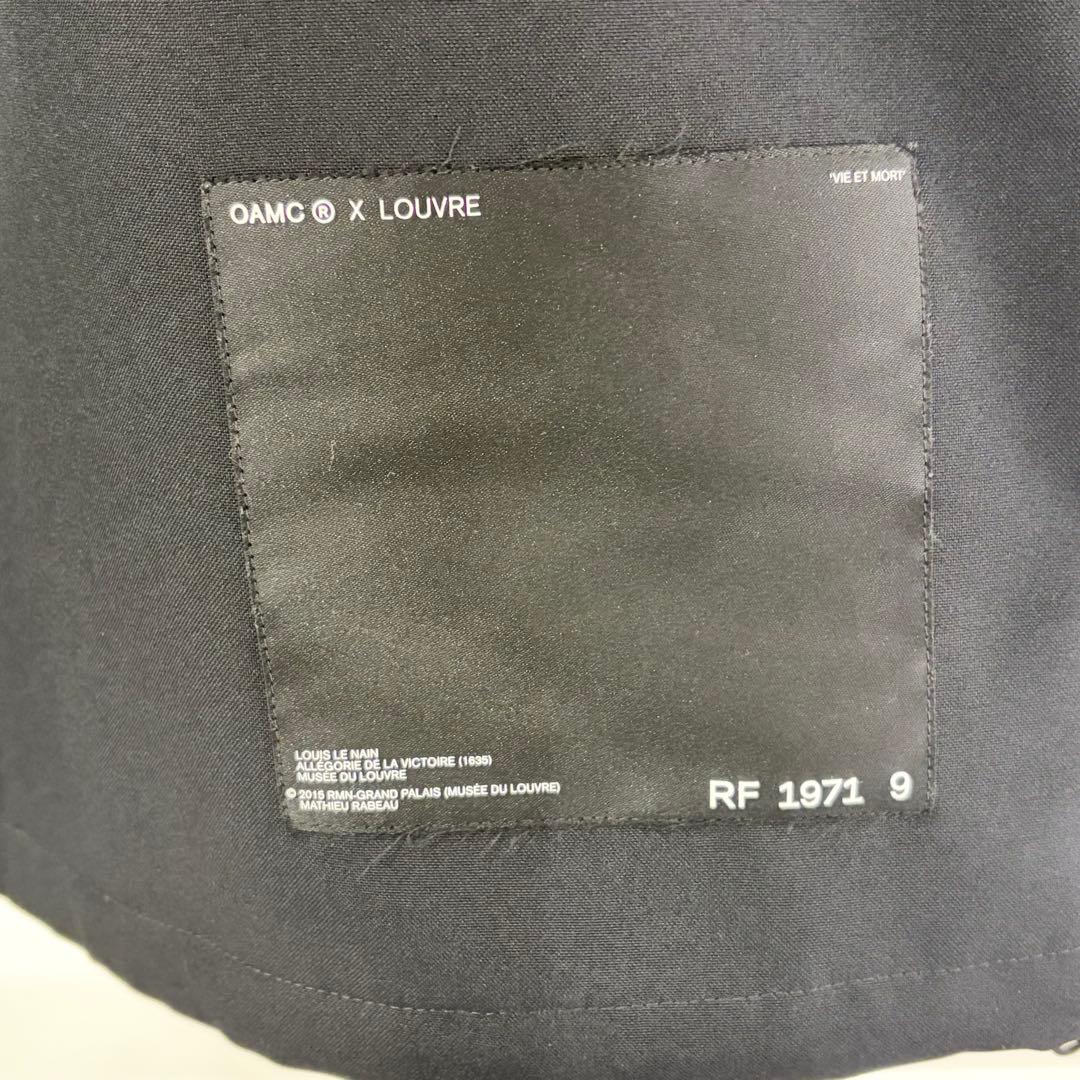 OAMC ® X LOUVRE
'VIE ET MORT'
LOUIS LE NAIN
ALLÉGORIE DE LA VICTOIRE (1635)
MUSÉE DU LOUVRE
© 2015 RMN-GRAND PALAIS (MUSÉE DU LOUVRE)
MATHIEU RABEAU
RF 1971 9